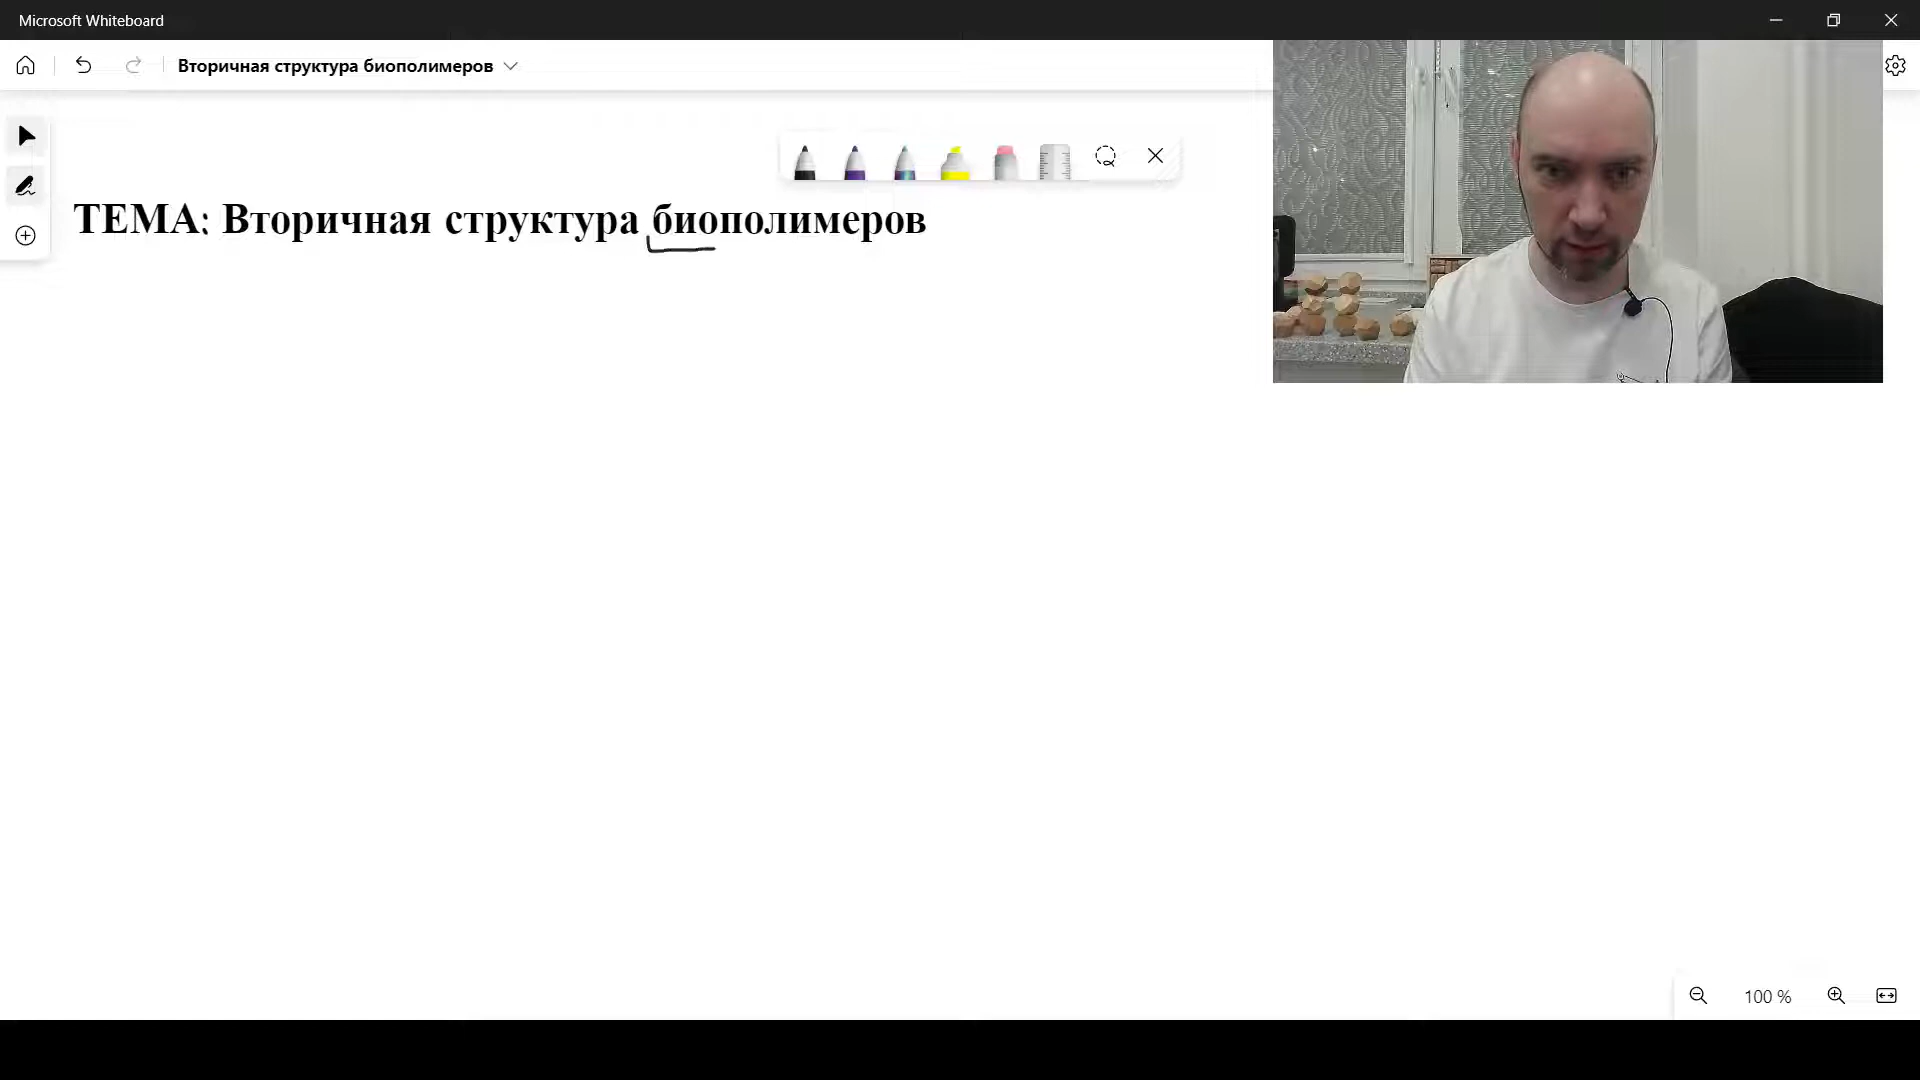 Microsoft Whiteboard
Вторичная структура биополимеров
ТЕМА: Вторичная структура биополимеров
100 %